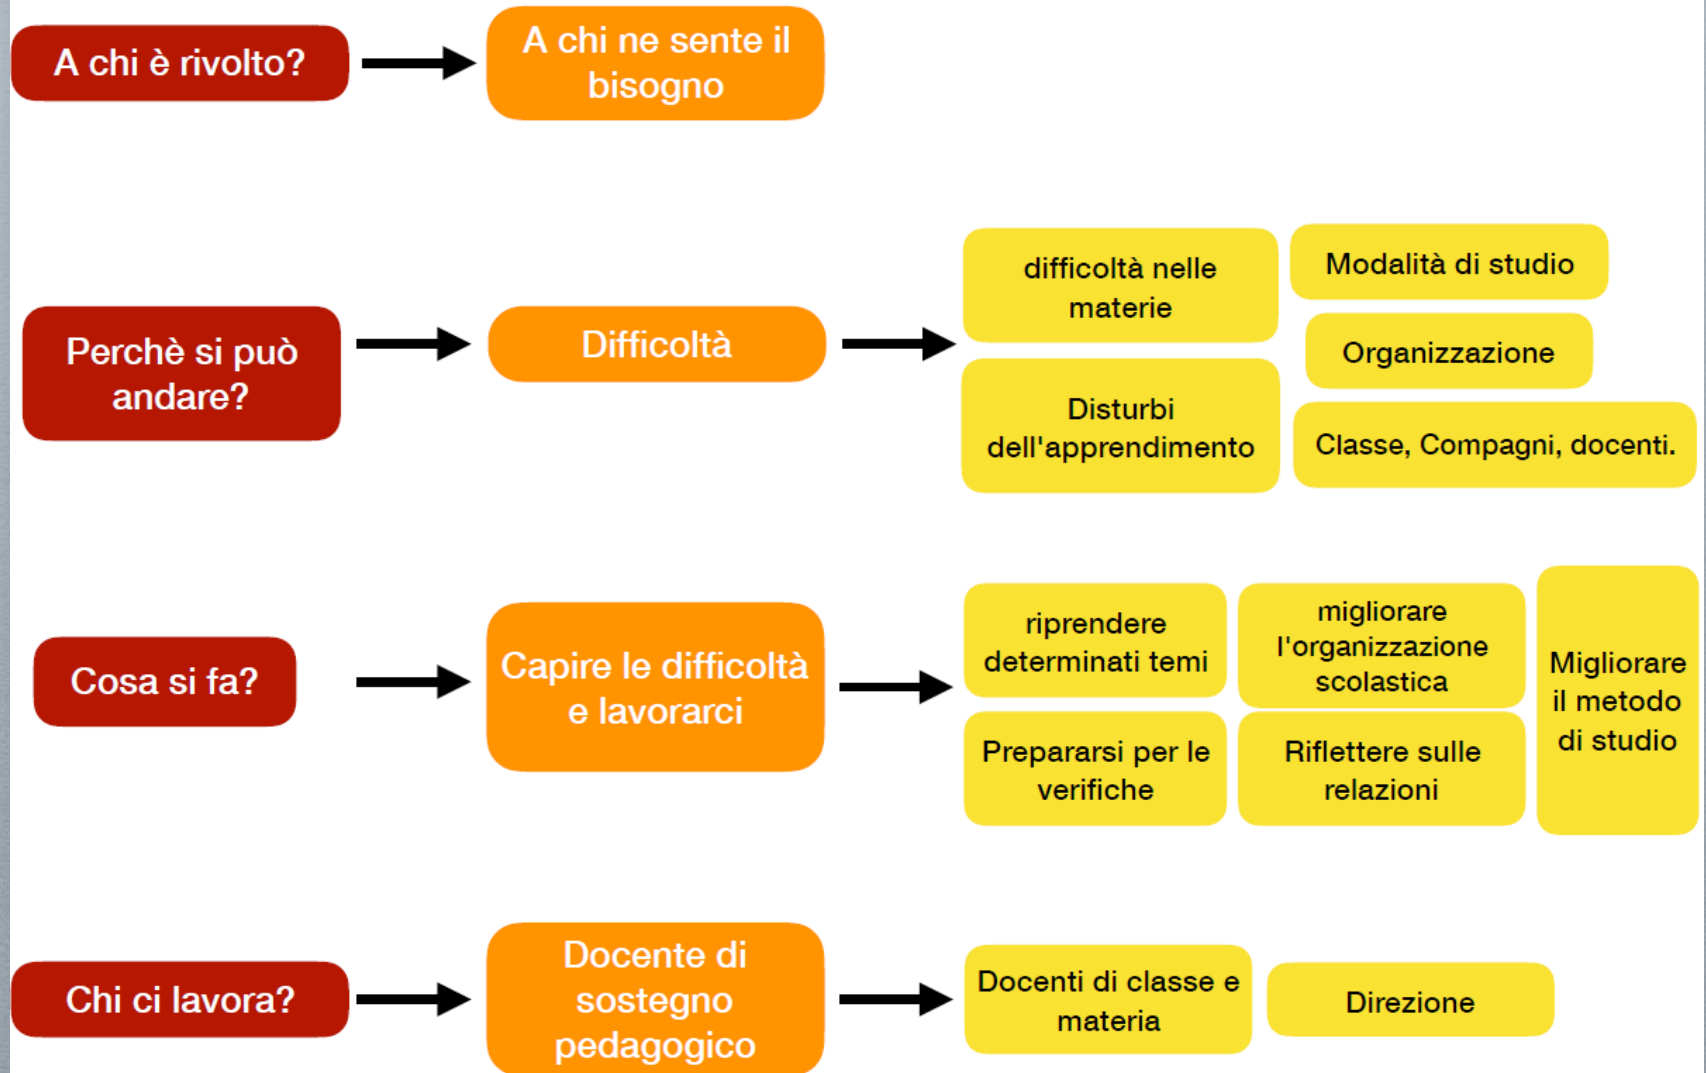 A chi è rivolto?
A chi ne sente il
bisogno
Perchè si può
andare?
Difficoltà
difficoltà nelle
materie
Modalità di studio
Organizzazione
Disturbi
dell'apprendimento
Classe, Compagni, docenti.
Cosa si fa?
Capire le difficoltà
e lavorarci
riprendere
determinati temi
migliorare
l'organizzazione
scolastica
Prepararsi per le
verifiche
Riflettere sulle
relazioni
Migliorare
il metodo
di studio
Chi ci lavora?
Docente di
sostegno
pedagogico
Docenti di classe e
materia
Direzione